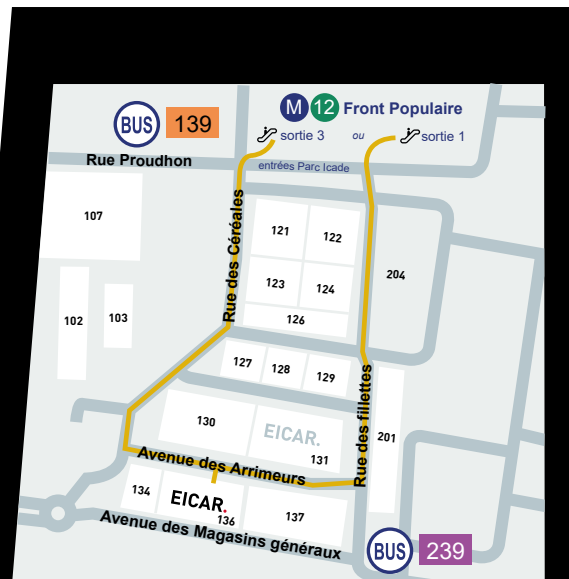 M 12 Front Populaire
BUS 139
sortie 3 ou sortie 1
Rue Proudhon
entrées Parc Icade
107
Rue des Céréales
121
122
204
123
124
102
103
126
127
128
129
Rue des fillettes
130
EICAR.
131
201
Avenue des Arrimeurs
134
EICAR.
136
137
Avenue des Magasins généraux
BUS 239